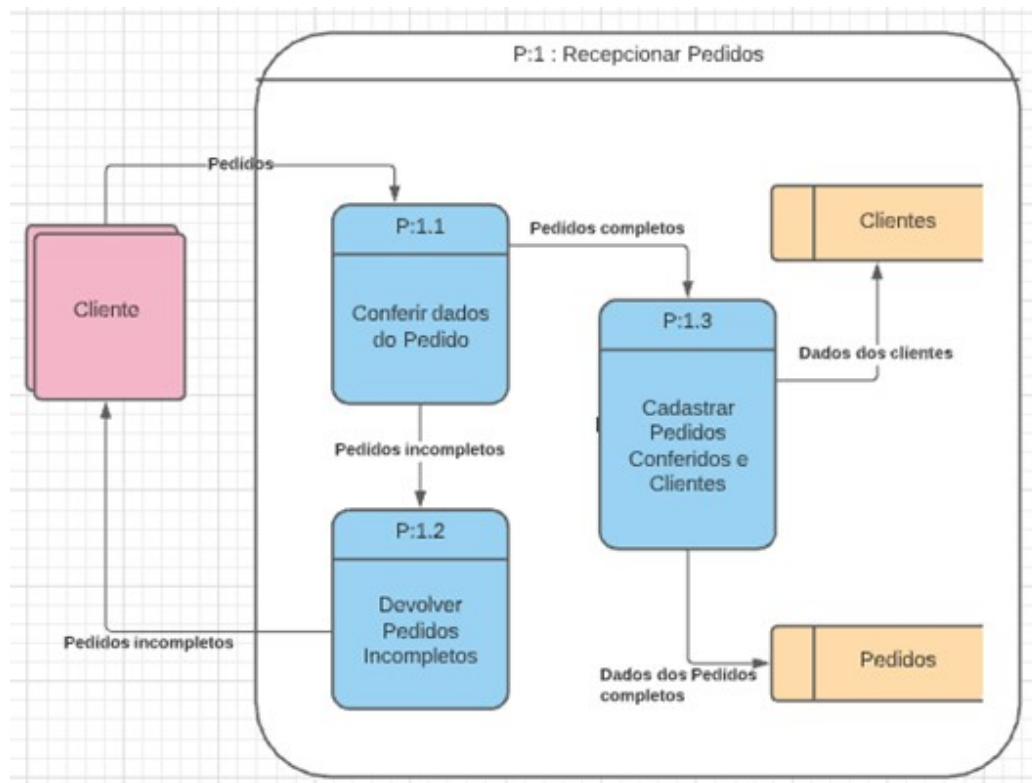 P:1 : Recepcionar Pedidos
Pedidos
Cliente
P:1.1
Conferir dados
do Pedido
Pedidos completos
Clientes
P:1.3
Cadastrar
Pedidos
Conferidos e
Clientes
Dados dos clientes
Pedidos incompletos
P:1.2
Devolver
Pedidos
Incompletos
Pedidos incompletos
Dados dos Pedidos
completos
Pedidos